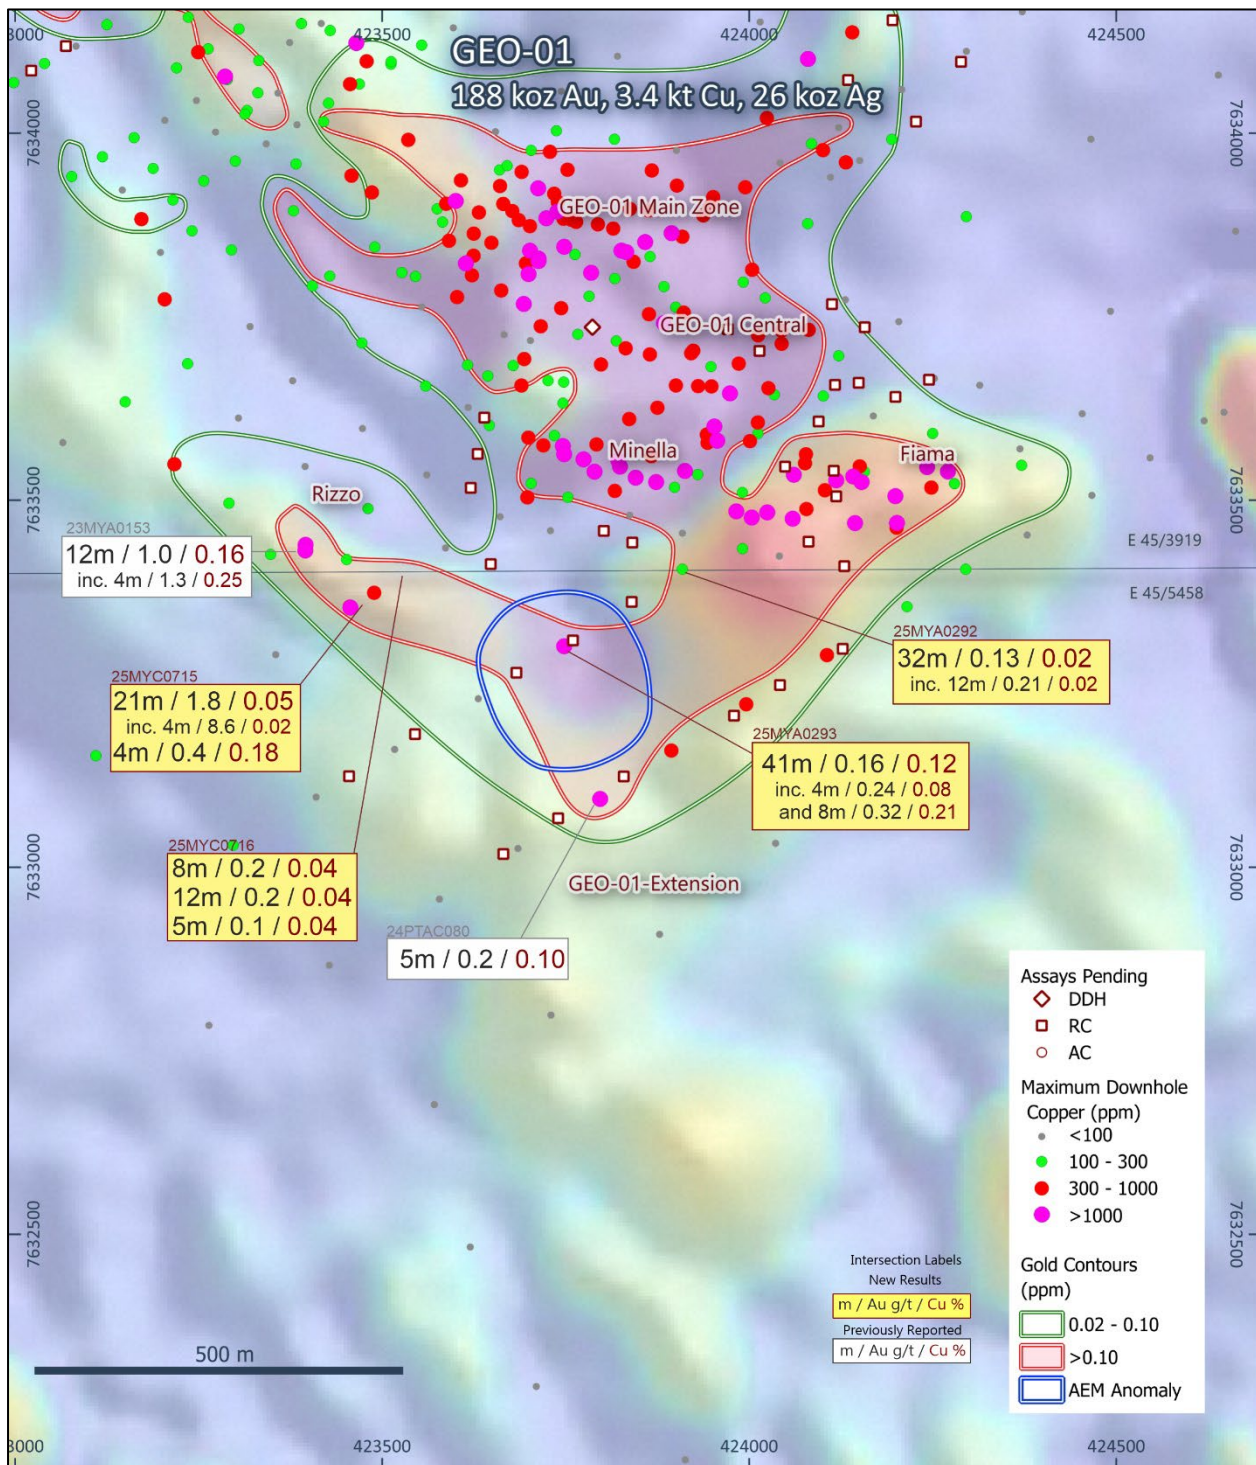 3000
423500
424000
424500
GEO-01
188 koz Au, 3.4 kt Cu, 26 koz Ag
7634000
7634000
GEO-01 Main Zone
GEO-01 Central
Minella
Fiama
Rizzo
7633500
7633500
23MYA0153
12m / 1.0 / 0.16
inc. 4m / 1.3 / 0.25
E 45/3919
E 45/5458
25MYA0292
32m / 0.13 / 0.02
inc. 12m / 0.21 / 0.02
25MYC0715
21m / 1.8 / 0.05
inc. 4m / 8.6 / 0.02
4m / 0.4 / 0.18
25MYA0293
41m / 0.16 / 0.12
inc. 4m / 0.24 / 0.08
and 8m / 0.32 / 0.21
25MYC0716
8m / 0.2 / 0.04
12m / 0.2 / 0.04
5m / 0.1 / 0.04
7633000
7633000
GEO-01-Extension
24PTAC080
5m / 0.2 / 0.10
Assays Pending
DDH
RC
AC
Maximum Downhole
Copper (ppm)
<100
100 - 300
300 - 1000
>1000
7632500
7632500
Gold Contours
(ppm)
0.02 - 0.10
>0.10
AEM Anomaly
Intersection Labels
New Results
m / Au g/t / Cu %
Previously Reported
m / Au g/t / Cu %
500 m
3000
423500
424000
424500